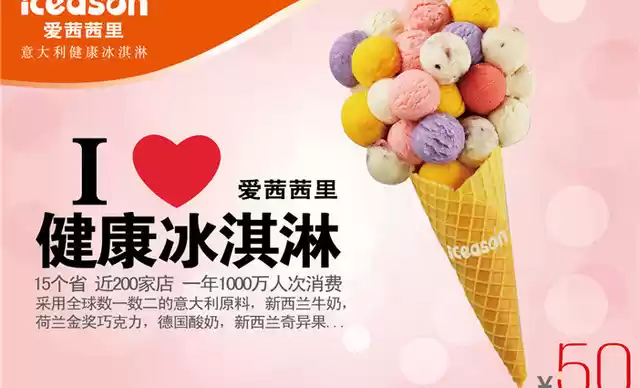 iceason
爱茜茜里
意大利健康冰淇淋
I
爱茜茜里
健康冰淇淋
15个省 近200家店 一年1000万人次消费
采用全球数一数二的意大利原料，新西兰牛奶，
荷兰金奖巧克力，德国酸奶，新西兰奇异果...
iceason
¥50